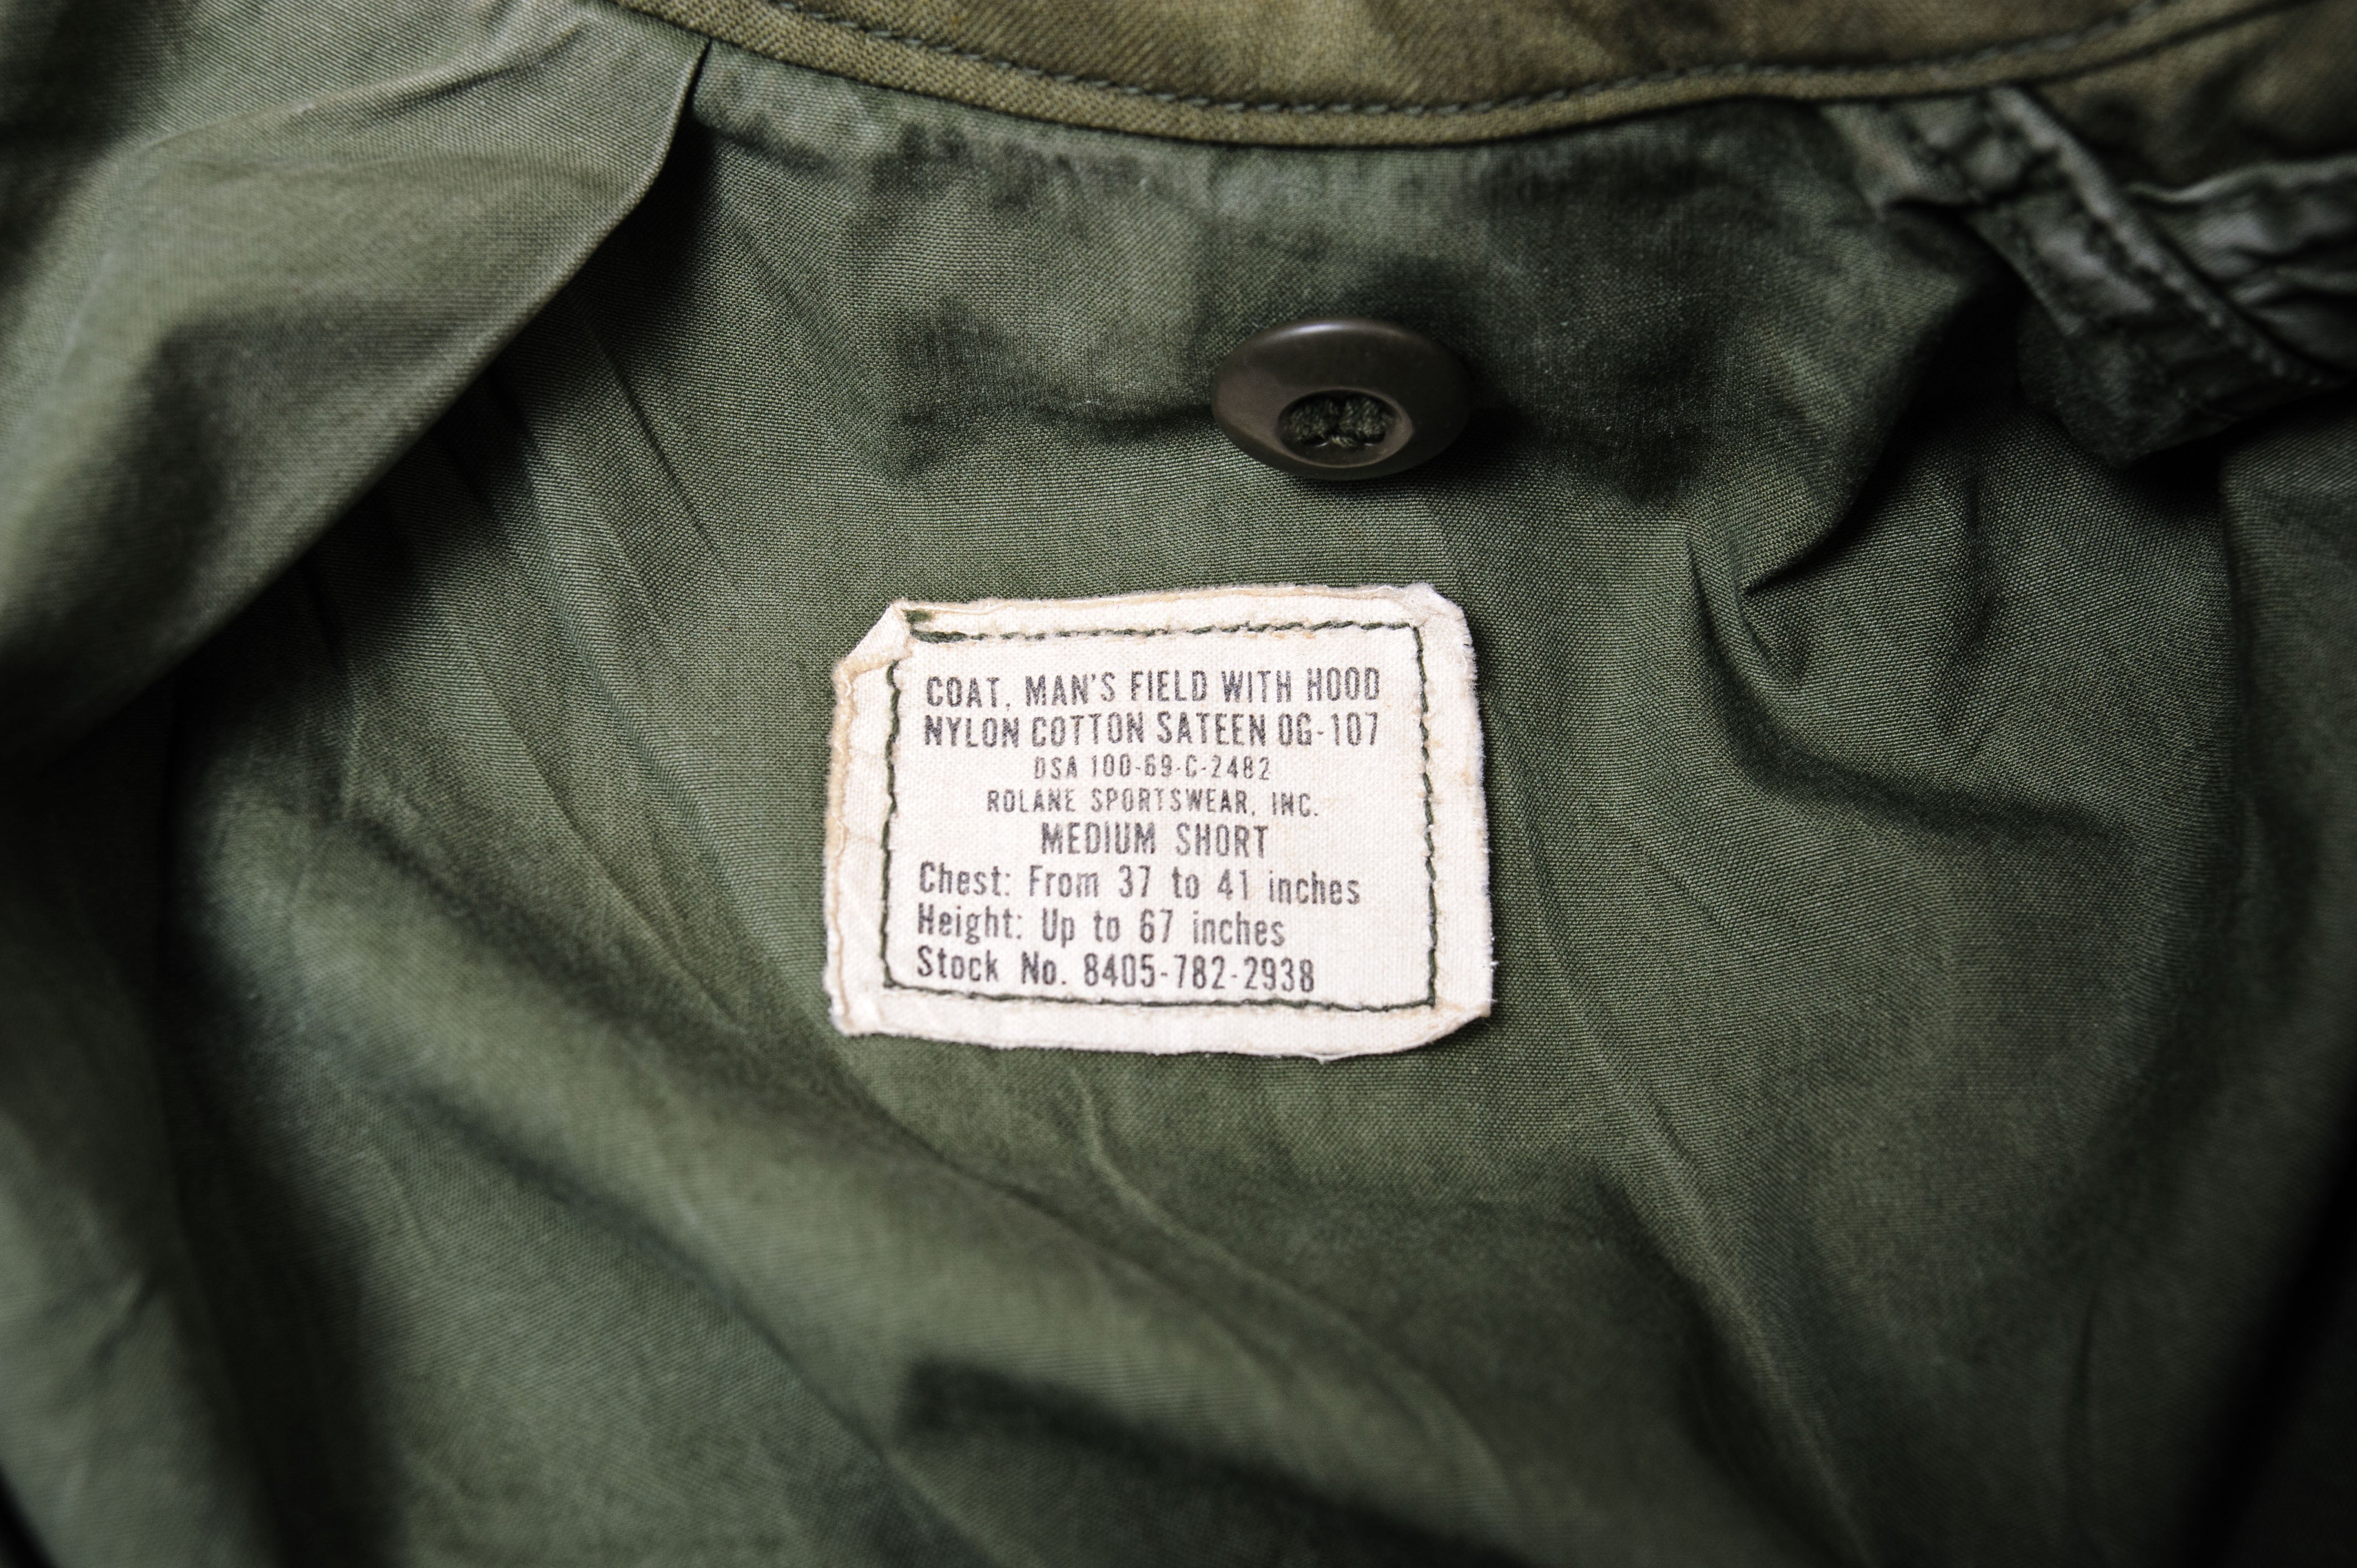 COAT, MAN'S FIELD WITH HOOD
NYLON COTTON SATEEN OG-107
DSA 100-69-C-2482
ROLANE SPORTSWEAR, INC.
MEDIUM SHORT
Chest: From 37 to 41 inches
Height: Up to 67 inches
Stock No. 8405-782-2938